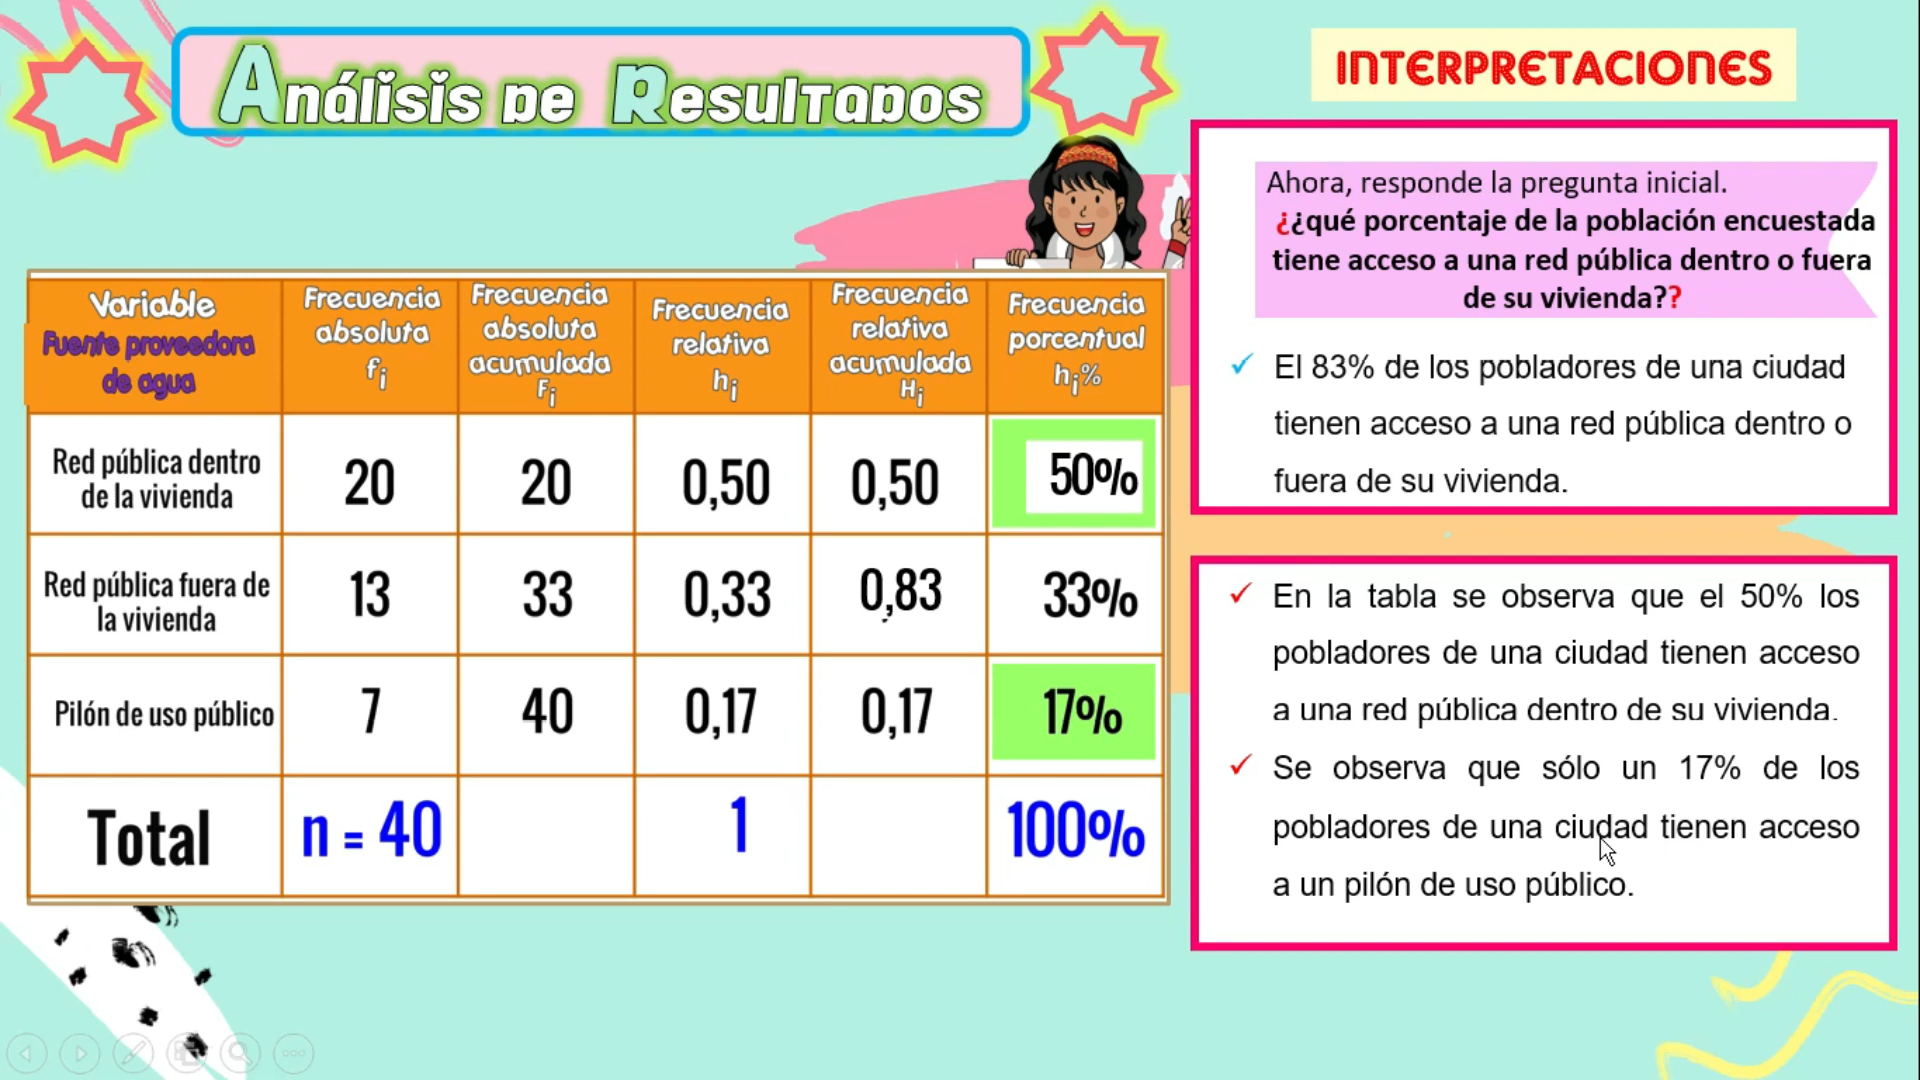 Análisis de Resultados
INTERPRETACIONES
Ahora, responde la pregunta inicial.
¿¿qué porcentaje de la población encuestada
tiene acceso a una red pública dentro o fuera
de su vivienda??
✓ El 83% de los pobladores de una ciudad
tienen acceso a una red pública dentro o
fuera de su vivienda.
Variable
Fuente proveedora
de agua
Frecuencia
absoluta
fi
Frecuencia
absoluta
acumulada
Fi
Frecuencia
relativa
hi
Frecuencia
relativa
acumulada
Hi
Frecuencia
porcentual
hi%
Red pública dentro
de la vivienda
20
20
0,50
0,50
50%
Red pública fuera de
la vivienda
13
33
0,33
0,83
33%
Pilón de uso público
7
40
0,17
0,17
17%
Total
n = 40
1
100%
✓ En la tabla se observa que el 50% los
pobladores de una ciudad tienen acceso
a una red pública dentro de su vivienda.
✓ Se observa que sólo un 17% de los
pobladores de una ciudad tienen acceso
a un pilón de uso público.